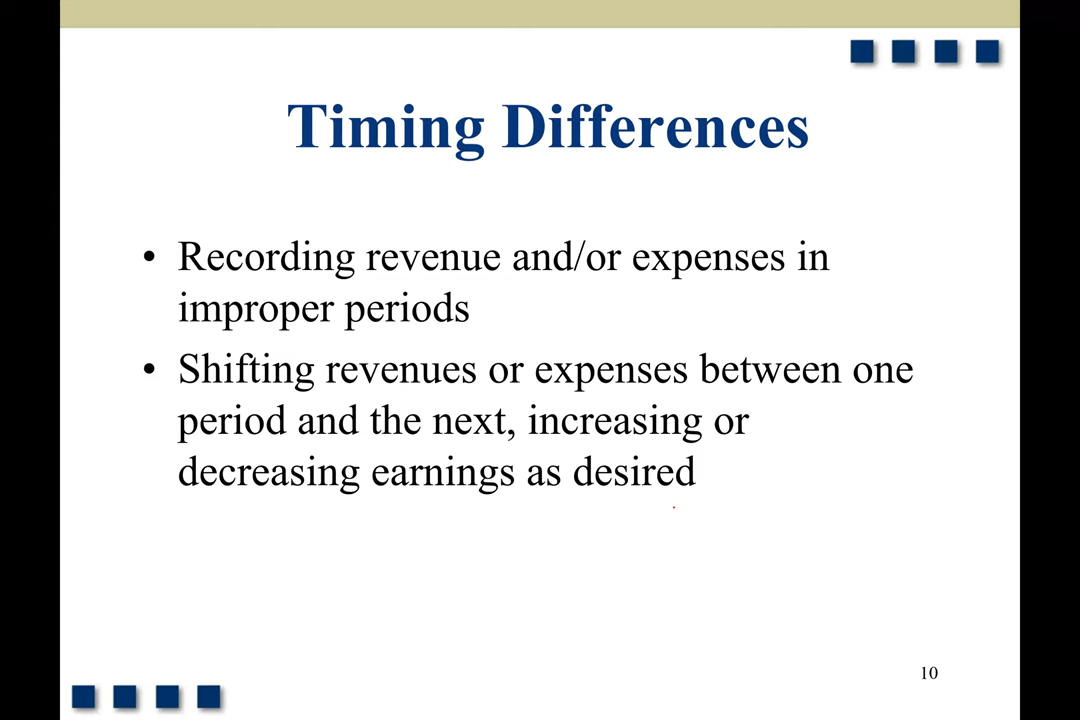 Timing Differences
• Recording revenue and/or expenses in
improper periods
• Shifting revenues or expenses between one
period and the next, increasing or
decreasing earnings as desired
10